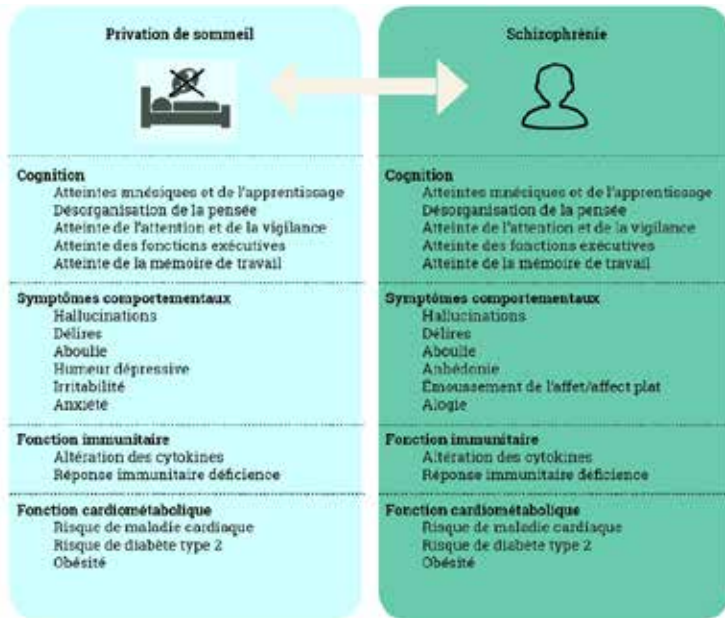 Privation de sommeil
Cognition
Atteintes mnésiques et de l'apprentissage
Désorganisation de la pensée
Atteinte de l'attention et de la vigilance
Atteinte des fonctions exécutives
Atteinte de la mémoire de travail
Symptômes comportementaux
Hallucinations
Délires
Aboulie
Humeur dépressive
Irritabilité
Anxiété
Fonction immunitaire
Altération des cytokines
Réponse immunitaire déficience
Fonction cardiométabolique
Risque de maladie cardiaque
Risque de diabète type 2
Obésité
Schizophrénie
Cognition
Atteintes mnésiques et de l'apprentissage
Désorganisation de la pensée
Atteinte de l'attention et de la vigilance
Atteinte des fonctions exécutives
Atteinte de la mémoire de travail
Symptômes comportementaux
Hallucinations
Délires
Aboulie
Anhédonie
Émoussement de l'affet/affect plat
Alogie
Fonction immunitaire
Altération des cytokines
Réponse immunitaire déficience
Fonction cardiométabolique
Risque de maladie cardiaque
Risque de diabète type 2
Obésité